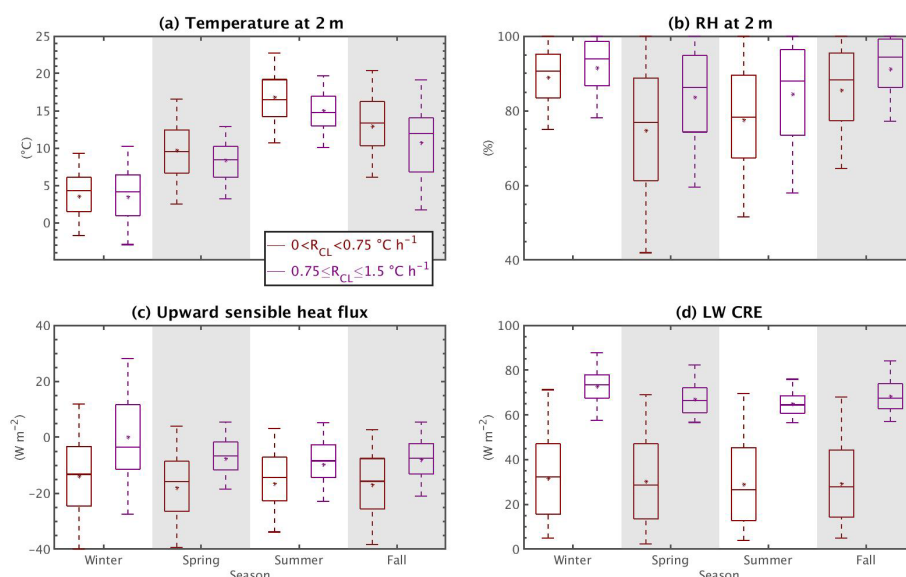 (a) Temperature at 2 m
(b) RH at 2 m
25
20
15
10
5
0
(°C)
100
80
60
40
(%)
0<R_CL<0.75 °C h⁻¹
0.75≤R_CL≤1.5 °C h⁻¹
(c) Upward sensible heat flux
(d) LW CRE
40
20
0
-20
-40
(W m⁻²)
100
80
60
40
20
0
(W m⁻²)
Winter Spring Summer Fall
Season
Winter Spring Summer Fall
Season